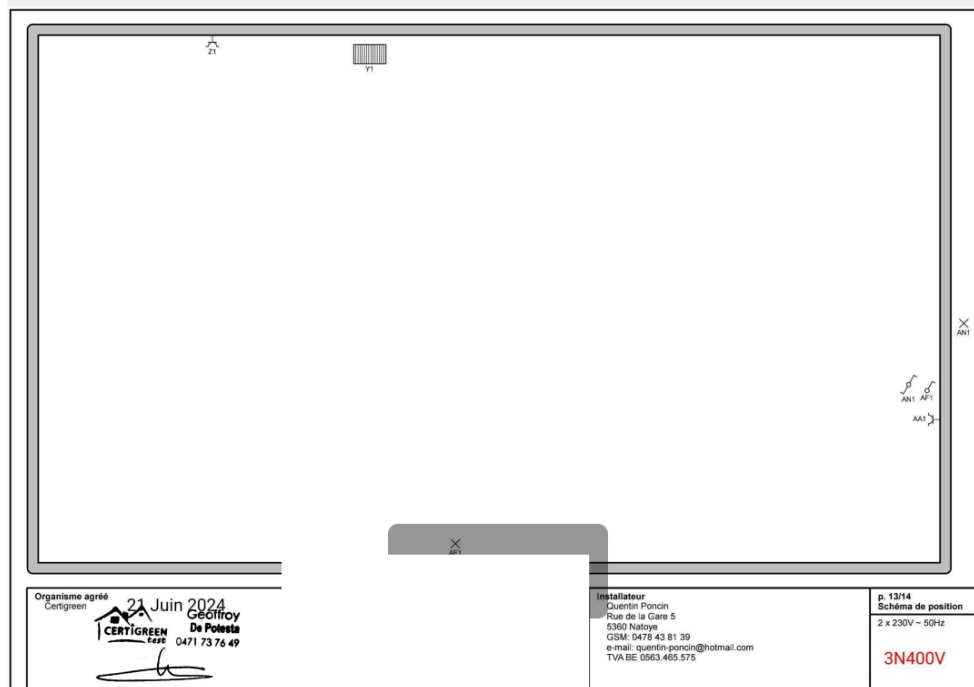 Z1
Y1
AN1
AN1 AF1
AA1
AF1
Organisme agréé
Certigreen
21 Juin 2024
Geoffroy
De Potesta
CERTIGREEN
test
0471 73 76 49
Installateur
Quentin Poncin
Rue de la Gare 5
5360 Natoye
GSM: 0478 43 81 39
e-mail: quentin-poncin@hotmail.com
TVA BE 0563.465.575
p. 13/14
Schéma de position
2 x 230V ~ 50Hz
3N400V